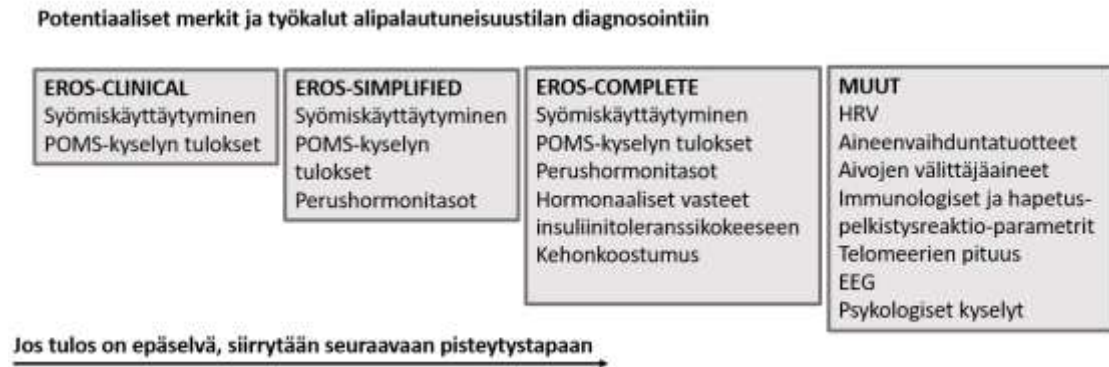 Potentiaaliset merkit ja työkalut alipalautuneisuustilan diagnosointiin
EROS-CLINICAL
Syömiskäyttäytyminen
POMS-kyselyn tulokset
EROS-SIMPLIFIED
Syömiskäyttäytyminen
POMS-kyselyn
tulokset
Perushormonitasot
EROS-COMPLETE
Syömiskäyttäytyminen
POMS-kyselyn tulokset
Perushormonitasot
Hormonaaliset vasteet
insuliinitoleranssikokeeseen
Kehonkoostumus
MUUT
HRV
Aineenvaihduntatuotteet
Aivojen välittäjäaineet
Immunologiset ja hapetus-
pelkistysreaktio-parametrit
Telomeerien pituus
EEG
Psykologiset kyselyt
Jos tulos on epäselvä, siirrytään seuraavaan pisteytystapaan